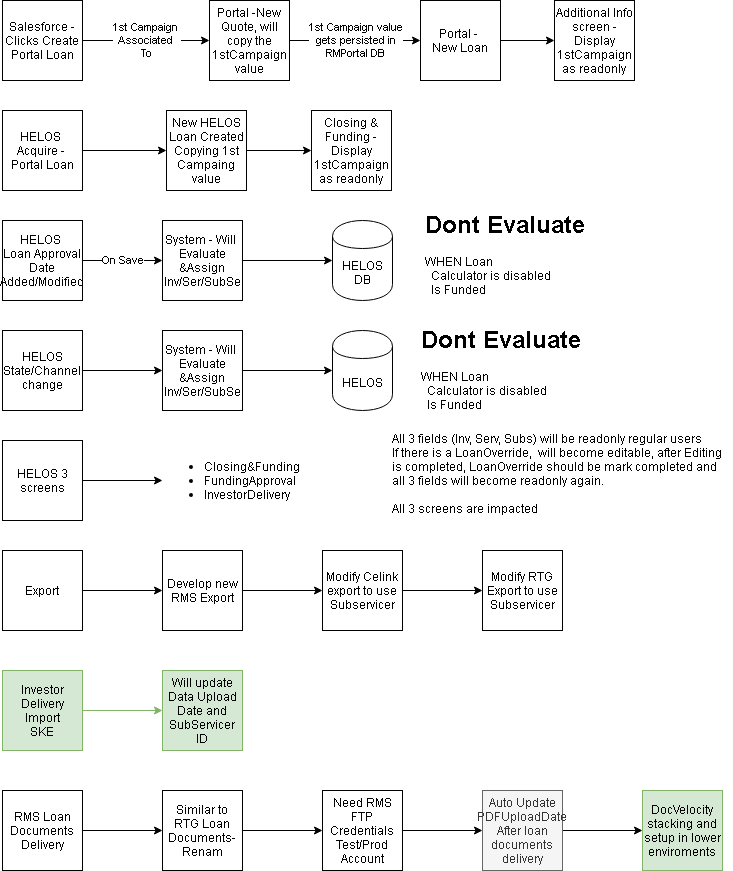 Salesforce -
Clicks Create
Portal Loan
1st Campaign
Associated
To
Portal -New
Quote, will
copy the
1stCampaign
value
1st Campaign value
gets persisted in
RMPortal DB
Portal -
New Loan
Additional Info
screen -
Display
1stCampaign
as readonly
HELOS
Acquire -
Portal Loan
New HELOS
Loan Created
Copying 1st
Campaing
value
Closing &
Funding -
Display
1stCampaign
as readonly
HELOS
Loan Approval
Date
Added/Modified
On Save
System - Will
Evaluate
&Assign
Inv/Ser/SubSe
HELOS
DB
Dont Evaluate
WHEN Loan
Calculator is disabled
Is Funded
HELOS
State/Channel
change
System - Will
Evaluate
&Assign
Inv/Ser/SubSe
HELOS
Dont Evaluate
WHEN Loan
Calculator is disabled
Is Funded
HELOS 3
screens
• Closing&Funding
• FundingApproval
• InvestorDelivery
All 3 fields (Inv, Serv, Subs) will be readonly regular users
If there is a LoanOverride, will become editable, after Editing
is completed, LoanOverride should be mark completed and
all 3 fields will become readonly again.
All 3 screens are impacted
Export
Develop new
RMS Export
Modify Celink
export to use
Subservicer
Modify RTG
Export to use
Subservicer
Investor
Delivery
Import
SKE
Will update
Data Upload
Date and
SubServicer
ID
RMS Loan
Documents
Delivery
Similar to
RTG Loan
Documents-
Renam
Need RMS
FTP
Credentials
Test/Prod
Account
Auto Update
PDFUploadDate
After loan
documents
delivery
DocVelocity
stacking and
setup in lower
enviroments